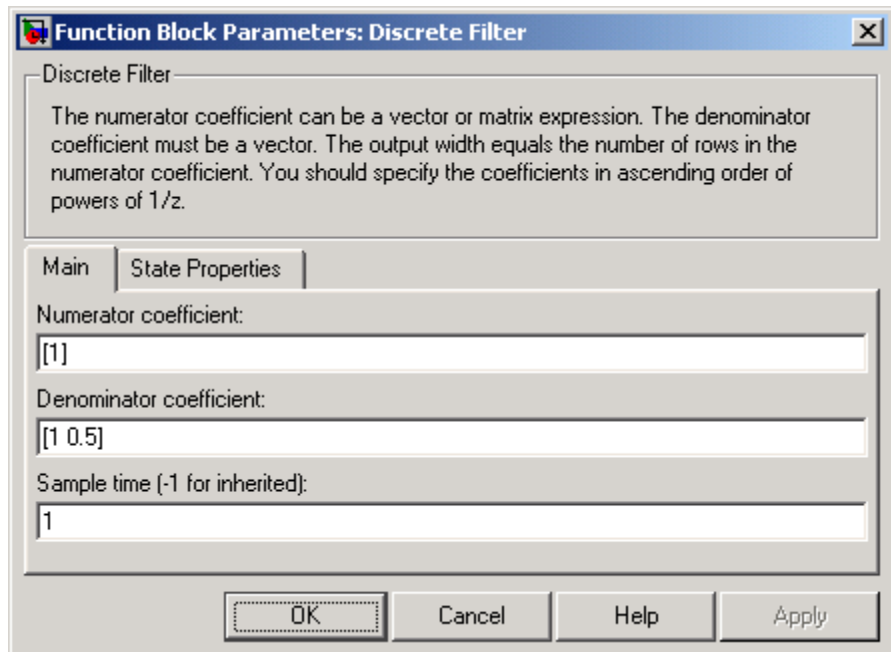 Function Block Parameters: Discrete Filter
Discrete Filter
The numerator coefficient can be a vector or matrix expression. The denominator
coefficient must be a vector. The output width equals the number of rows in the
numerator coefficient. You should specify the coefficients in ascending order of
powers of 1/z.
Main State Properties
Numerator coefficient:
[1]
Denominator coefficient:
[1 0.5]
Sample time (-1 for inherited):
1
OK Cancel Help Apply